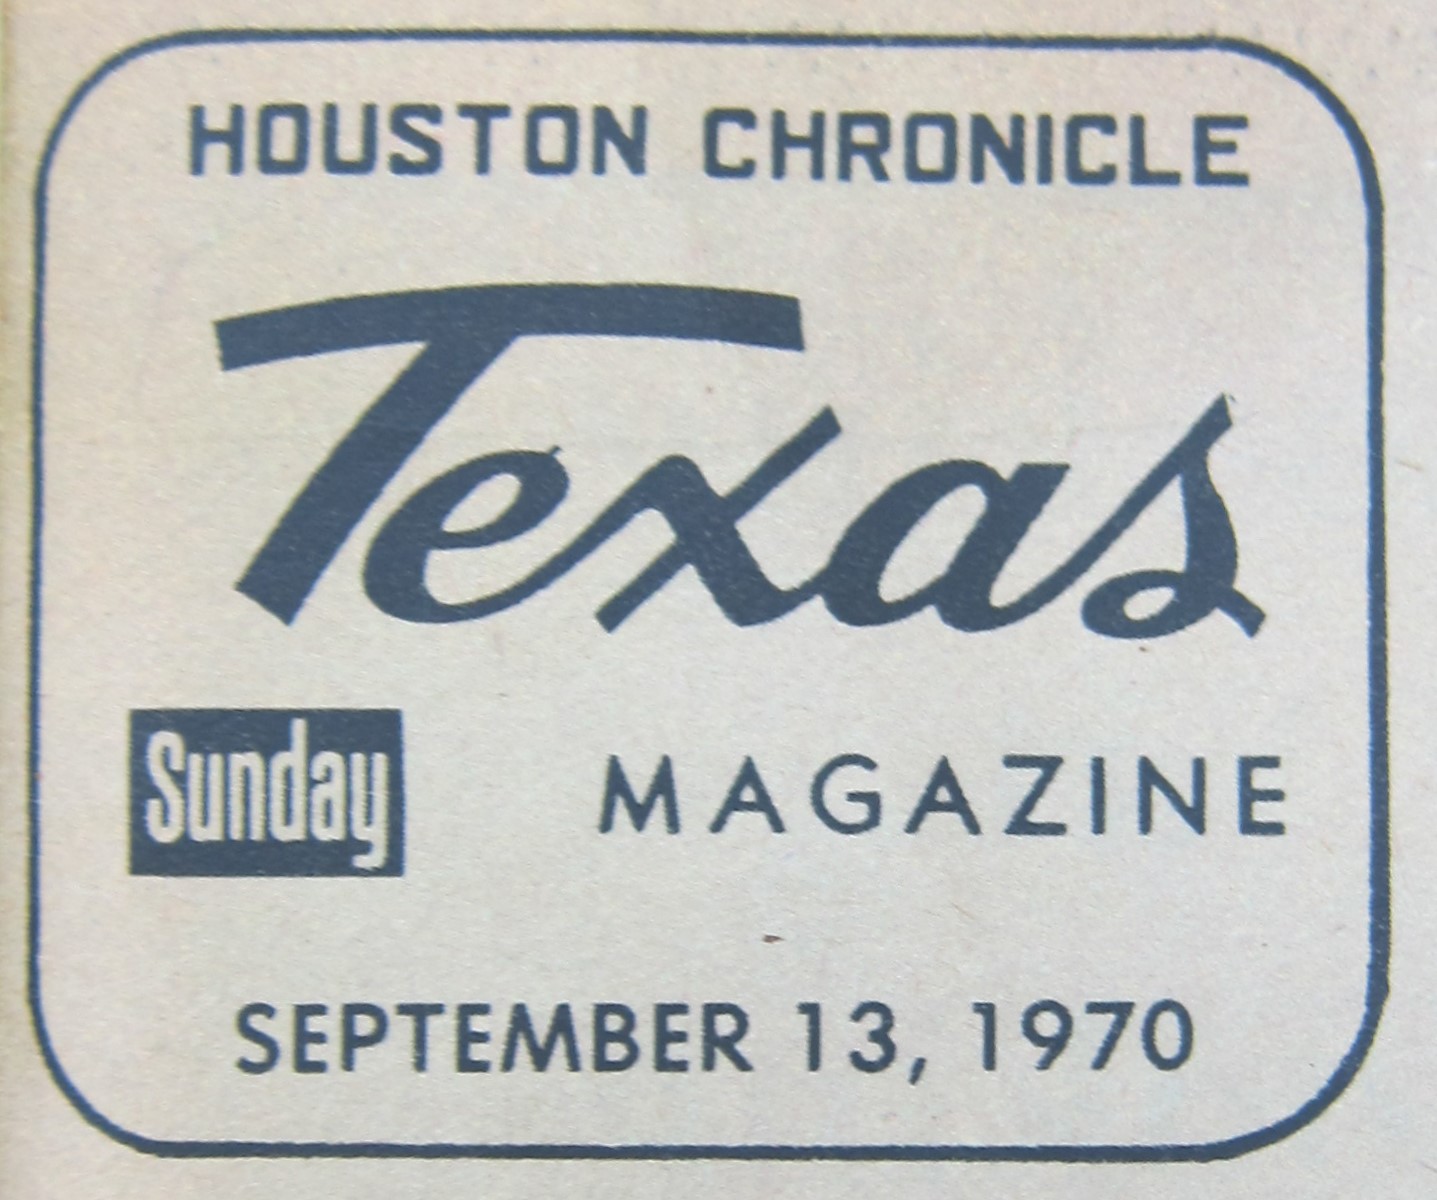 HOUSTON CHRONICLE
Texas
Sunday MAGAZINE
SEPTEMBER 13, 1970